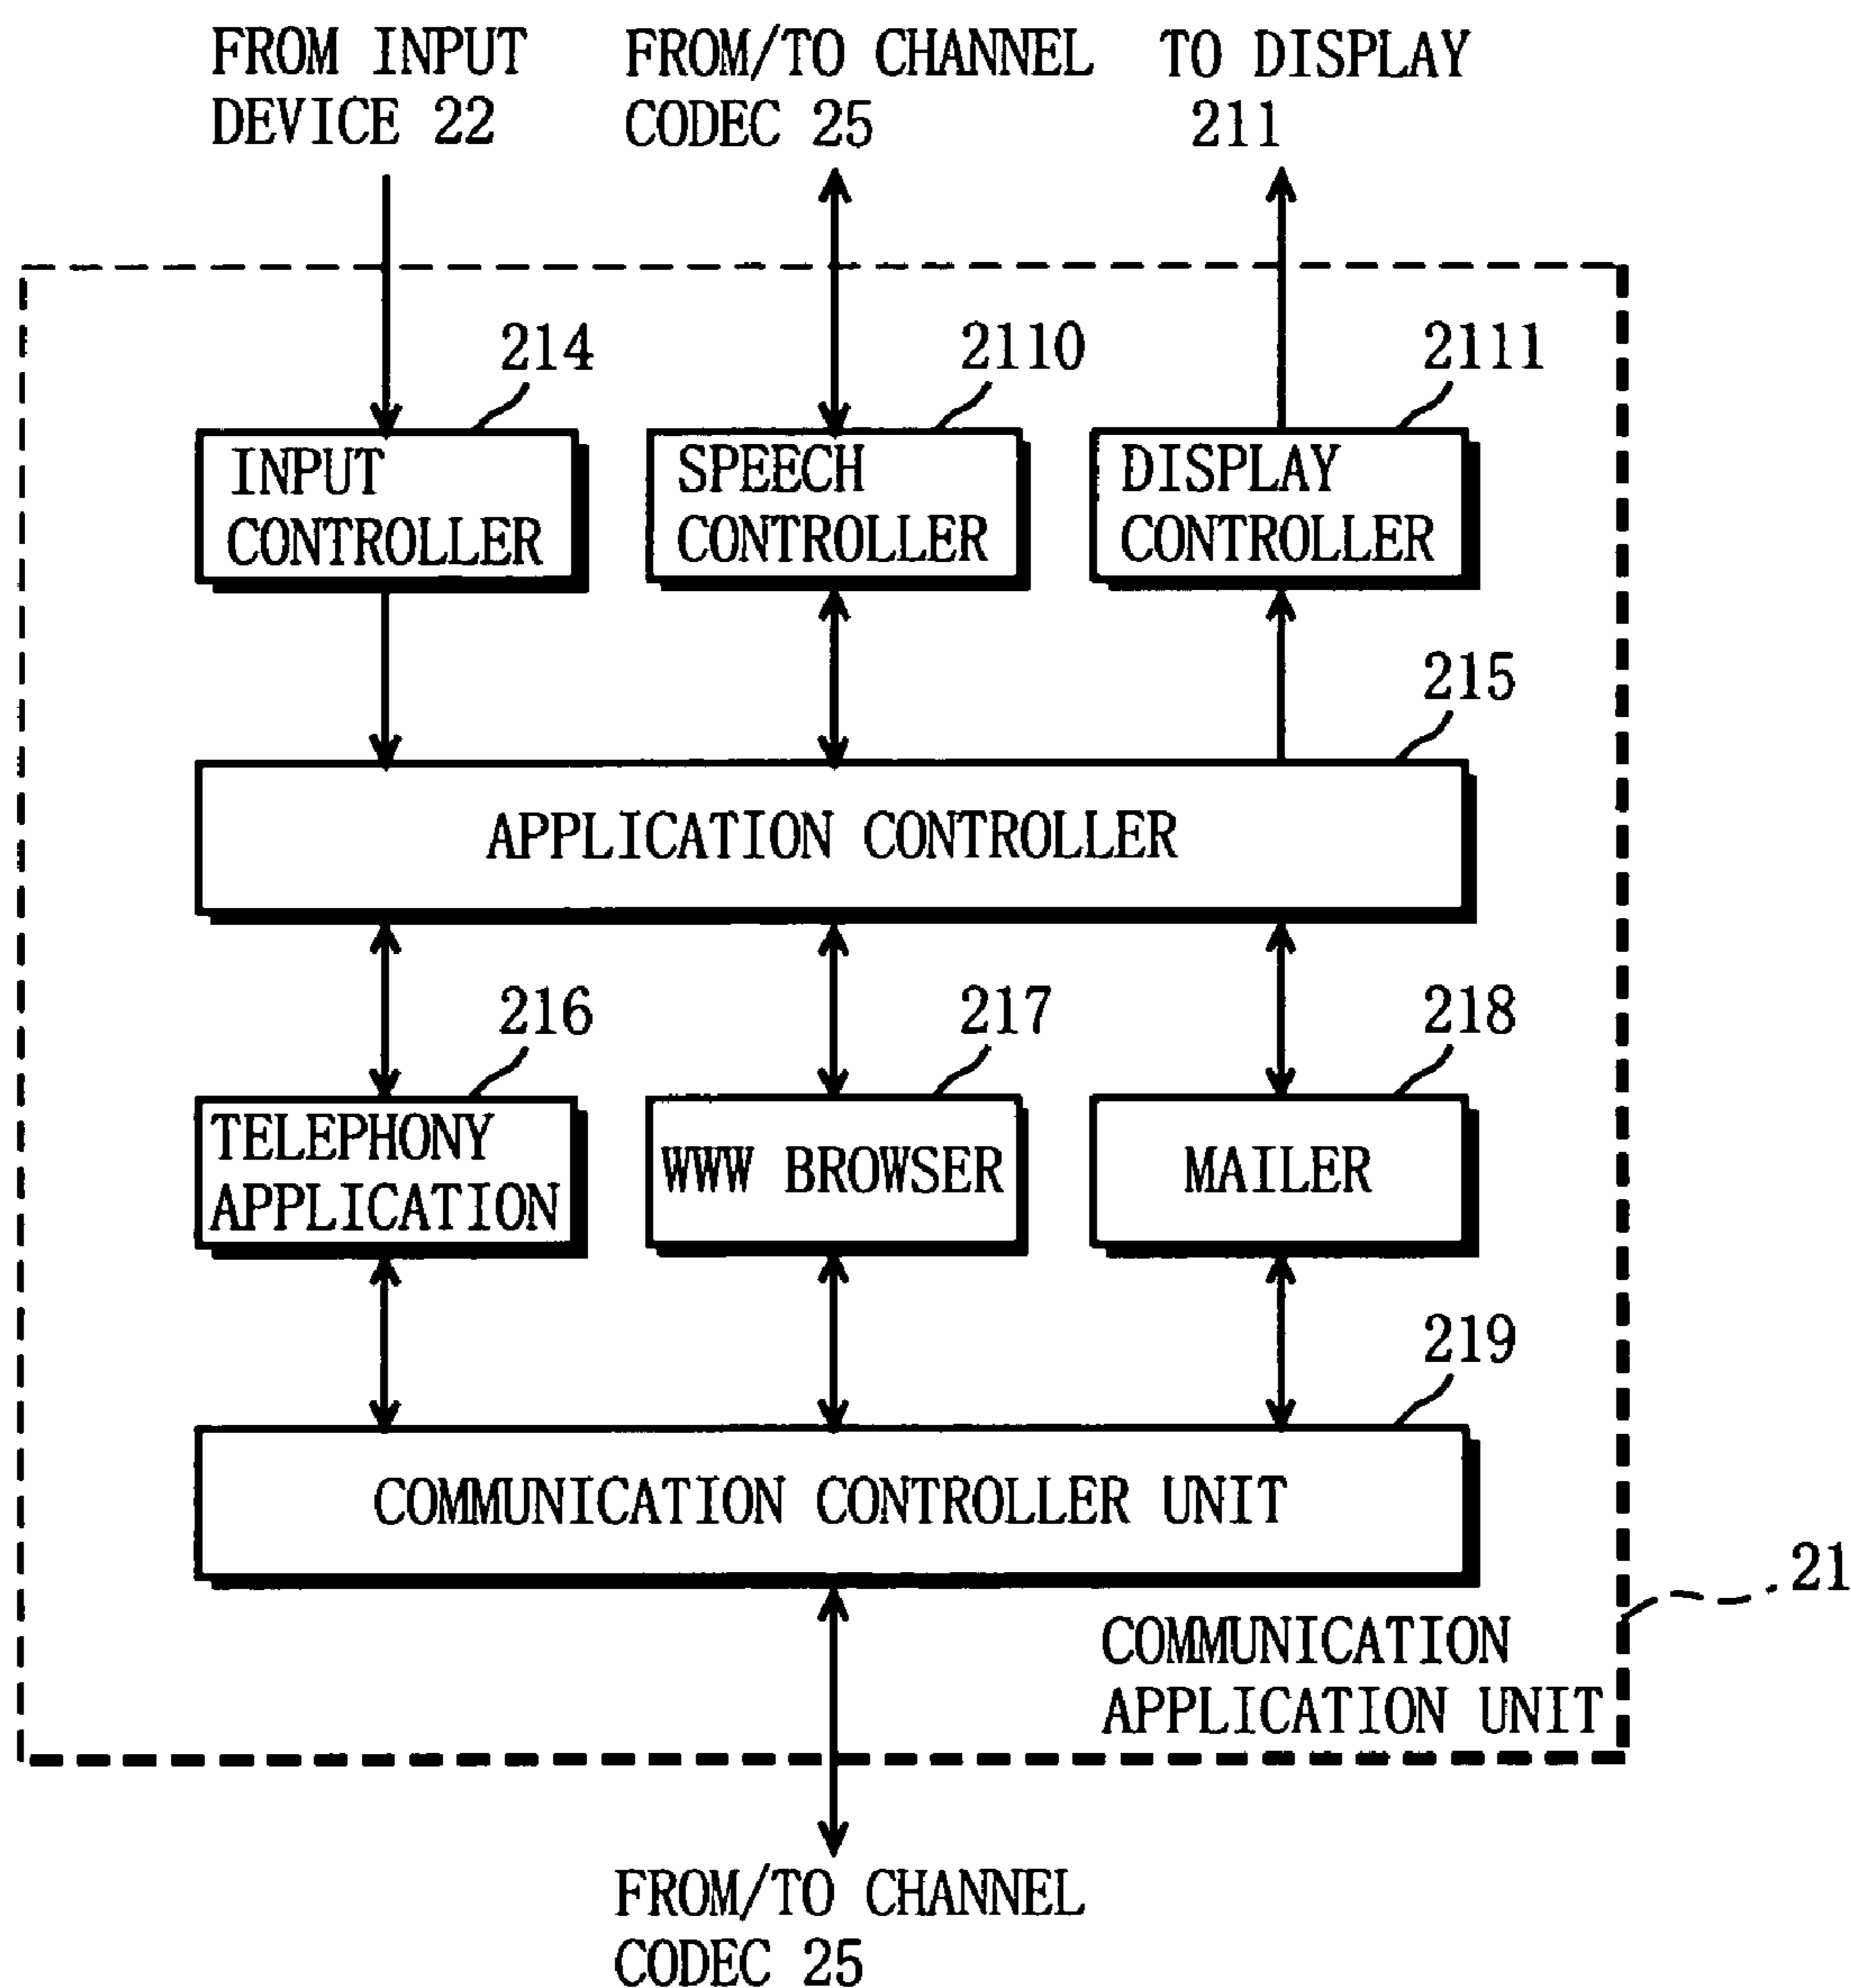 FROM INPUT
DEVICE 22
FROM/TO CHANNEL
CODEC 25
TO DISPLAY
211
214
2110
2111
INPUT
CONTROLLER
SPEECH
CONTROLLER
DISPLAY
CONTROLLER
215
APPLICATION CONTROLLER
216
217
218
TELEPHONY
APPLICATION
WWW BROWSER
MAILER
219
COMMUNICATION CONTROLLER UNIT
21
COMMUNICATION
APPLICATION UNIT
FROM/TO CHANNEL
CODEC 25